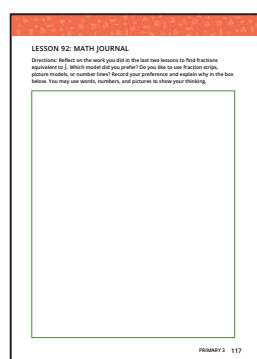 LESSON 92: MATH JOURNAL
Directions: Reflect on the work you did in the last two lessons to find fractions
equivalent to ½. Which model did you prefer? Do you like to use fraction strips,
picture models, or number lines? Record your preference and explain why in the box
below. You may use words, numbers, and pictures to show your thinking.
PRIMARY 3 117